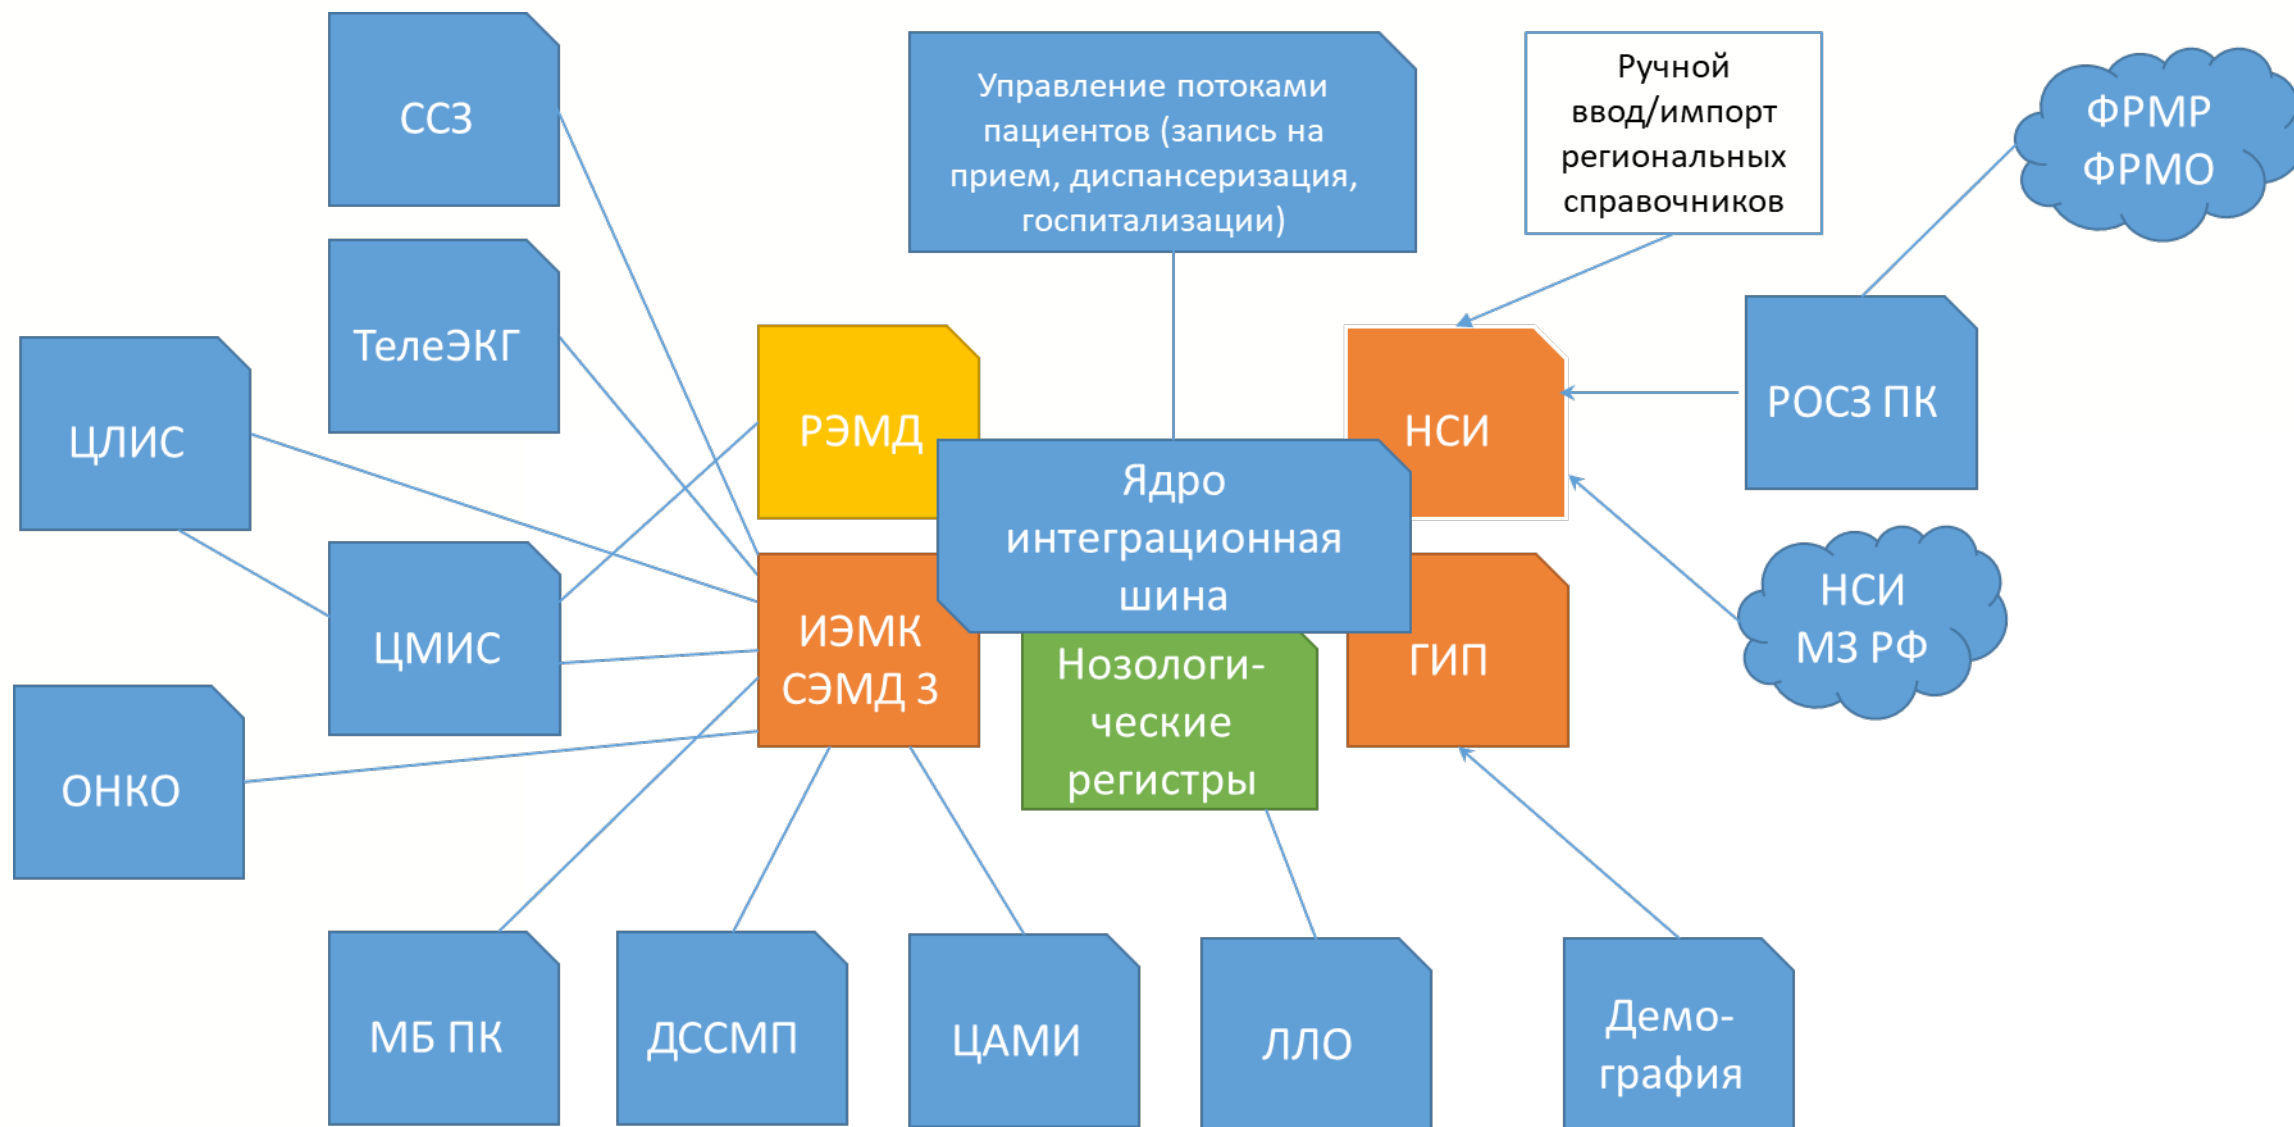 ССЗ
Управление потоками
пациентов (запись на
прием, диспансеризация,
госпитализации)
Ручной
ввод/импорт
региональных
справочников
ФРМР
ФРМО
ТелеЭКГ
ЦЛИС
РЭМД
НСИ
РОСЗ ПК
Ядро
интеграционная
шина
НСИ
МЗ РФ
ЦМИС
ИЭМК
СЭМД 3
Нозологи-
ческие
регистры
ГИП
ОНКО
МБ ПК
ДССМП
ЦАМИ
ЛЛО
Демо-
графия